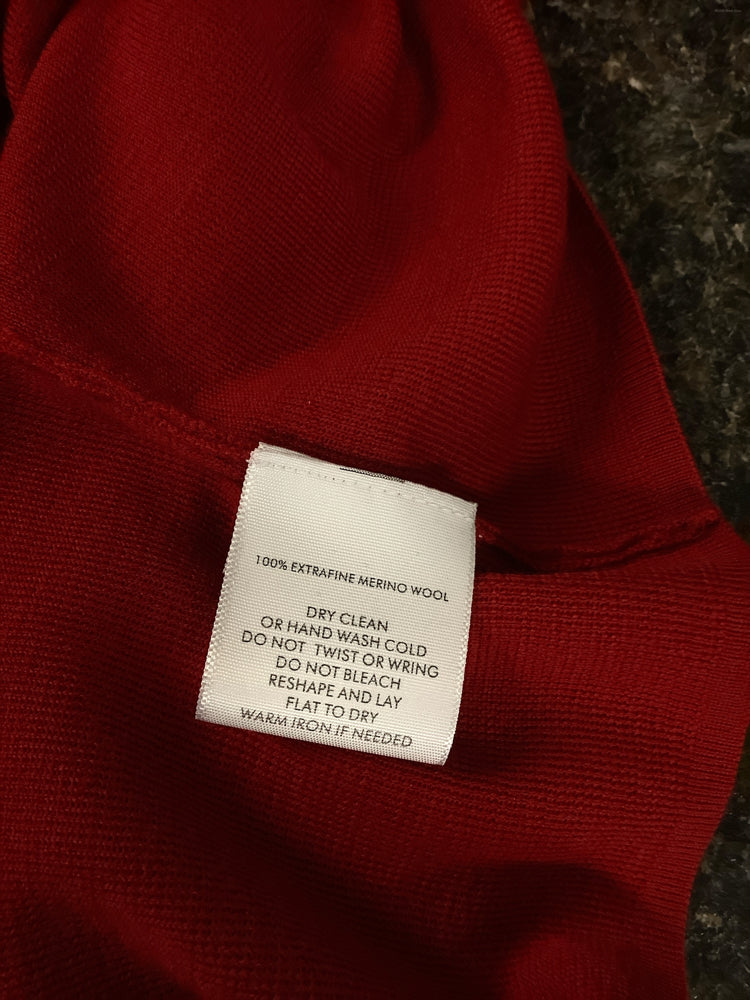 100% EXTRAFINE MERINO WOOL
DRY CLEAN
OR HAND WASH COLD
DO NOT TWIST OR WRING
DO NOT BLEACH
RESHAPE AND LAY
FLAT TO DRY
WARM IRON IF NEEDED